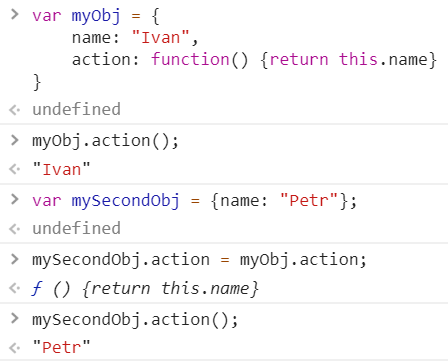 > var myObj = {
    name: "Ivan",
    action: function() {return this.name}
}
< undefined
> myObj.action();
< "Ivan"
> var mySecondObj = {name: "Petr"};
< undefined
> mySecondObj.action = myObj.action;
< ƒ () {return this.name}
> mySecondObj.action();
< "Petr"